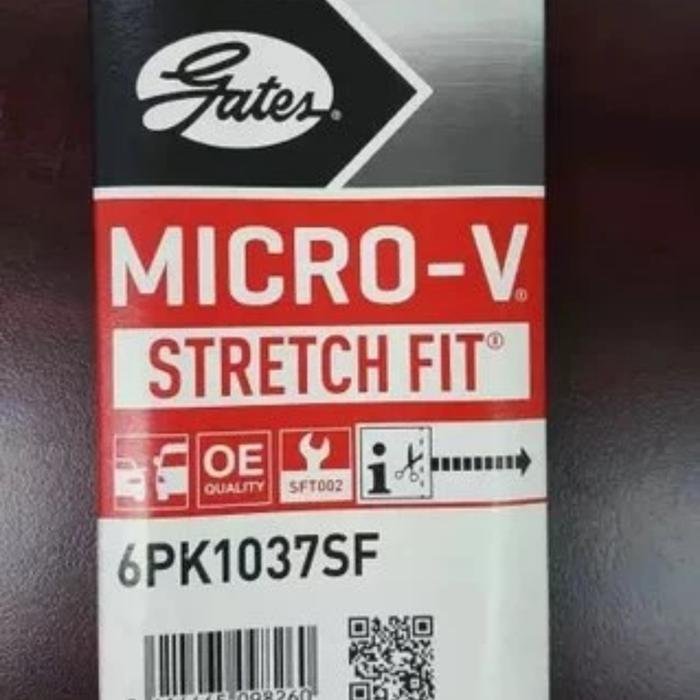 Gates®
MICRO-V®
STRETCH FIT®
OE
QUALITY
SFT002
i
6PK1037SF